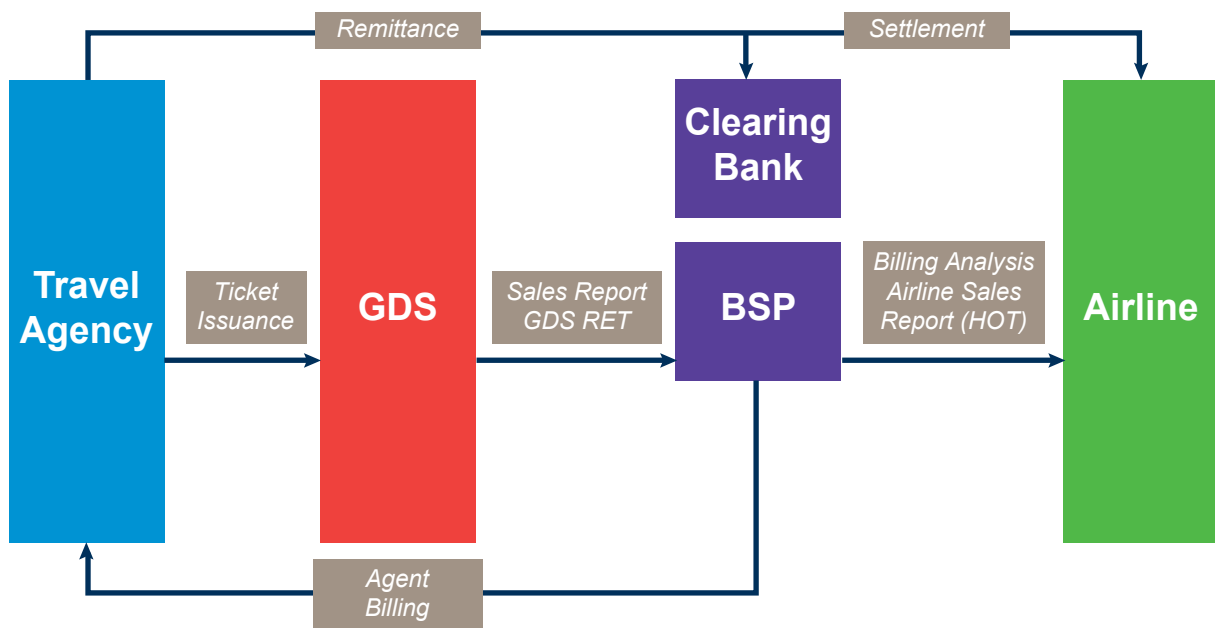 Remittance
Settlement
Clearing
Bank
Travel
Agency
Ticket
Issuance
GDS
Sales Report
GDS RET
BSP
Billing Analysis
Airline Sales
Report (HOT)
Airline
Agent
Billing